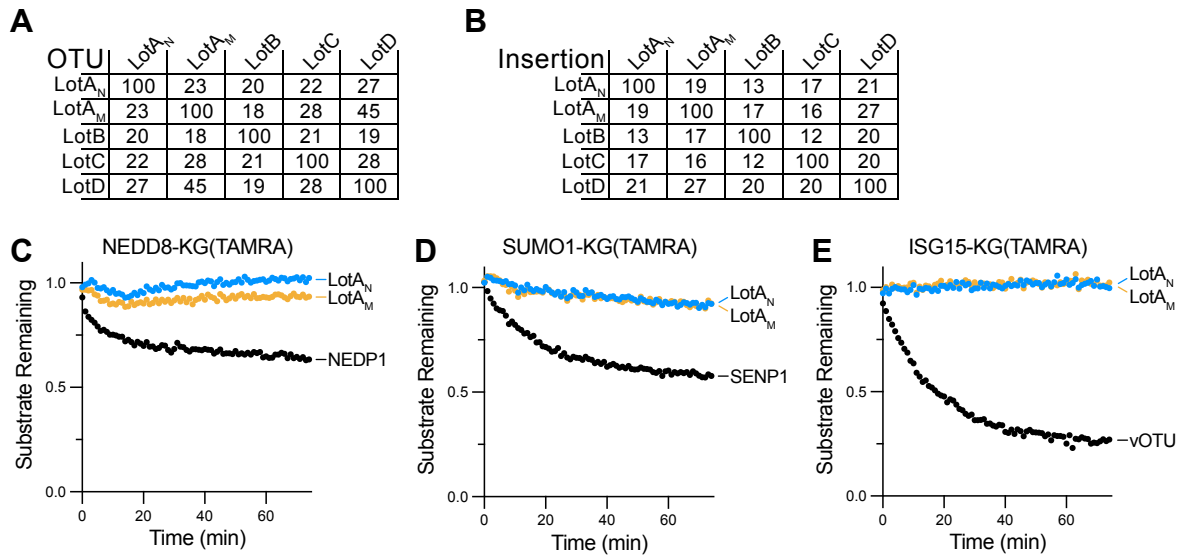 A
OTU LotA_N LotA_M LotB LotC LotD
LotA_N 100 23 20 22 27
LotA_M 23 100 18 28 45
LotB 20 18 100 21 19
LotC 22 28 21 100 28
LotD 27 45 19 28 100
B
Insertion LotA_N LotA_M LotB LotC LotD
LotA_N 100 19 13 17 21
LotA_M 19 100 17 16 27
LotB 13 17 100 12 20
LotC 17 16 12 100 20
LotD 21 27 20 20 100
C
NEDD8-KG(TAMRA)
Substrate Remaining
1.0
0.5
0.0
0 20 40 60
Time (min)
LotA_N
LotA_M
NEDP1
D
SUMO1-KG(TAMRA)
Substrate Remaining
1.0
0.5
0.0
0 20 40 60
Time (min)
LotA_N
LotA_M
SENP1
E
ISG15-KG(TAMRA)
Substrate Remaining
1.0
0.5
0.0
0 20 40 60
Time (min)
LotA_N
LotA_M
vOTU